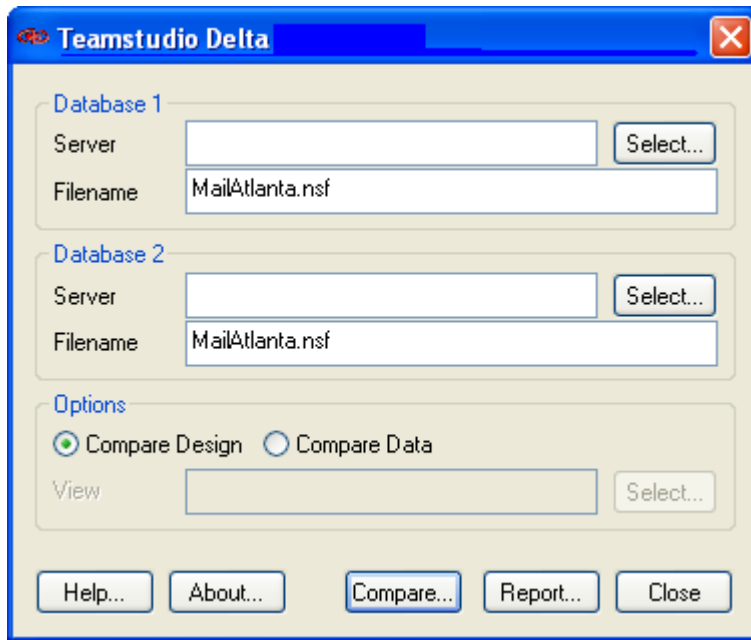 Teamstudio Delta
Database 1
Server
Select...
Filename
MailAtlanta.nsf
Database 2
Server
Select...
Filename
MailAtlanta.nsf
Options
Compare Design
Compare Data
View
Select...
Help...
About...
Compare...
Report...
Close